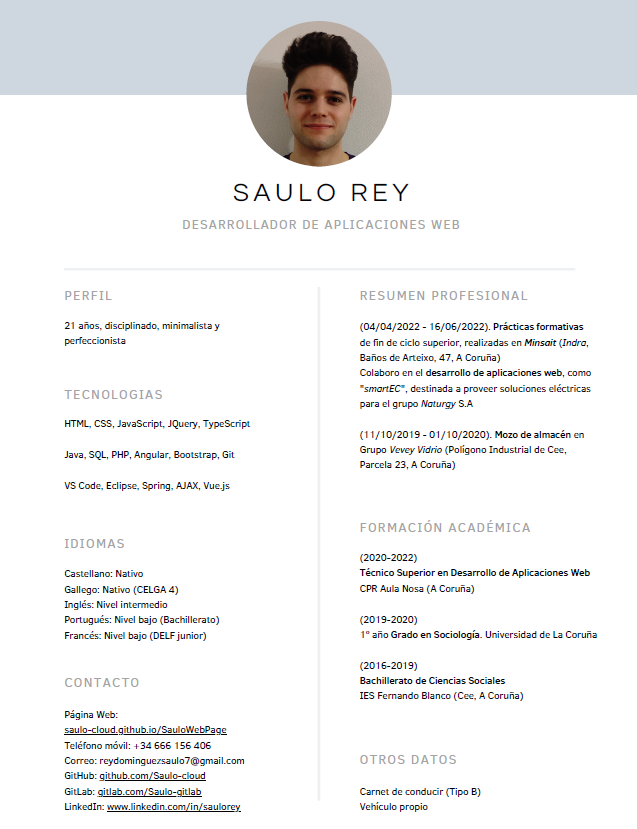 SAULO REY
DESARROLLADOR DE APLICACIONES WEB
PERFIL
21 años, disciplinado, minimalista y
perfeccionista
TECNOLOGIAS
HTML, CSS, JavaScript, JQuery, TypeScript
Java, SQL, PHP, Angular, Bootstrap, Git
VS Code, Eclipse, Spring, AJAX, Vue.js
IDIOMAS
Castellano: Nativo
Gallego: Nativo (CELGA 4)
Inglés: Nivel intermedio
Portugués: Nivel bajo (Bachillerato)
Francés: Nivel bajo (DELF junior)
CONTACTO
Página Web:
saulo-cloud.github.io/SauloWebPage
Teléfono móvil: +34 666 156 406
Correo: reydominguezsaulo7@gmail.com
GitHub: github.com/Saulo-cloud
GitLab: gitlab.com/Saulo-gitlab
LinkedIn: www.linkedin.com/in/saulorey
RESUMEN PROFESIONAL
(04/04/2022 - 16/06/2022). Prácticas formativas
de fin de ciclo superior, realizadas en Minsait (Indra,
Baños de Arteixo, 47, A Coruña)
Colaboro en el desarrollo de aplicaciones web, como
"smartEC", destinada a proveer soluciones eléctricas
para el grupo Naturgy S.A
(11/10/2019 - 01/10/2020). Mozo de almacén en
Grupo Vevey Vidrio (Polígono Industrial de Cee,
Parcela 23, A Coruña)
FORMACIÓN ACADÉMICA
(2020-2022)
Técnico Superior en Desarrollo de Aplicaciones Web
CPR Aula Nosa (A Coruña)
(2019-2020)
1º año Grado en Sociología. Universidad de La Coruña
(2016-2019)
Bachillerato de Ciencias Sociales
IES Fernando Blanco (Cee, A Coruña)
OTROS DATOS
Carnet de conducir (Tipo B)
Vehículo propio